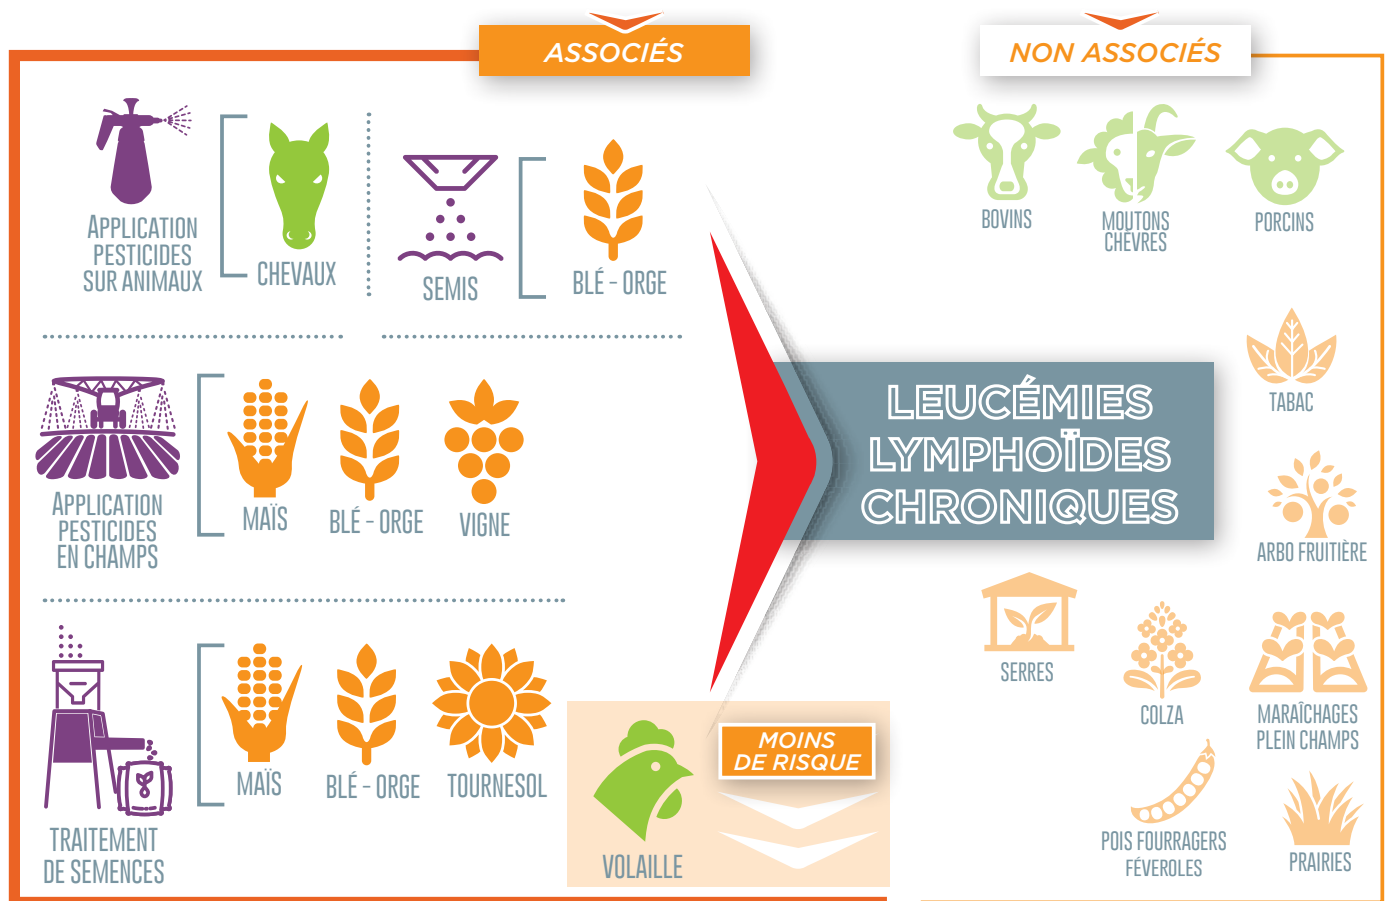 ASSOCIÉS
NON ASSOCIÉS
APPLICATION
PESTICIDES
SUR ANIMAUX
CHEVAUX
SEMIS
BLÉ - ORGE
BOVINS
MOUTONS
CHÈVRES
PORCINS
APPLICATION
PESTICIDES
EN CHAMPS
MAÏS
BLÉ - ORGE
VIGNE
LEUCÉMIES
LYMPHOÏDES
CHRONIQUES
TABAC
ARBO FRUITIÈRE
SERRES
COLZA
MARAÎCHAGES
PLEIN CHAMPS
TRAITEMENT
DE SEMENCES
MAÏS
BLÉ - ORGE
TOURNESOL
VOLAILLE
MOINS
DE RISQUE
POIS FOURRAGERS
FÉVEROLES
PRAIRIES